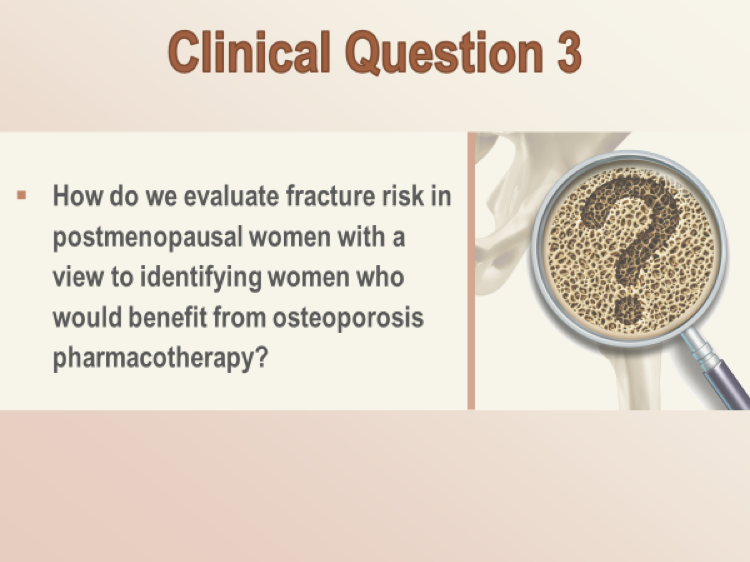 Clinical Question 3
▪ How do we evaluate fracture risk in
postmenopausal women with a
view to identifying women who
would benefit from osteoporosis
pharmacotherapy?